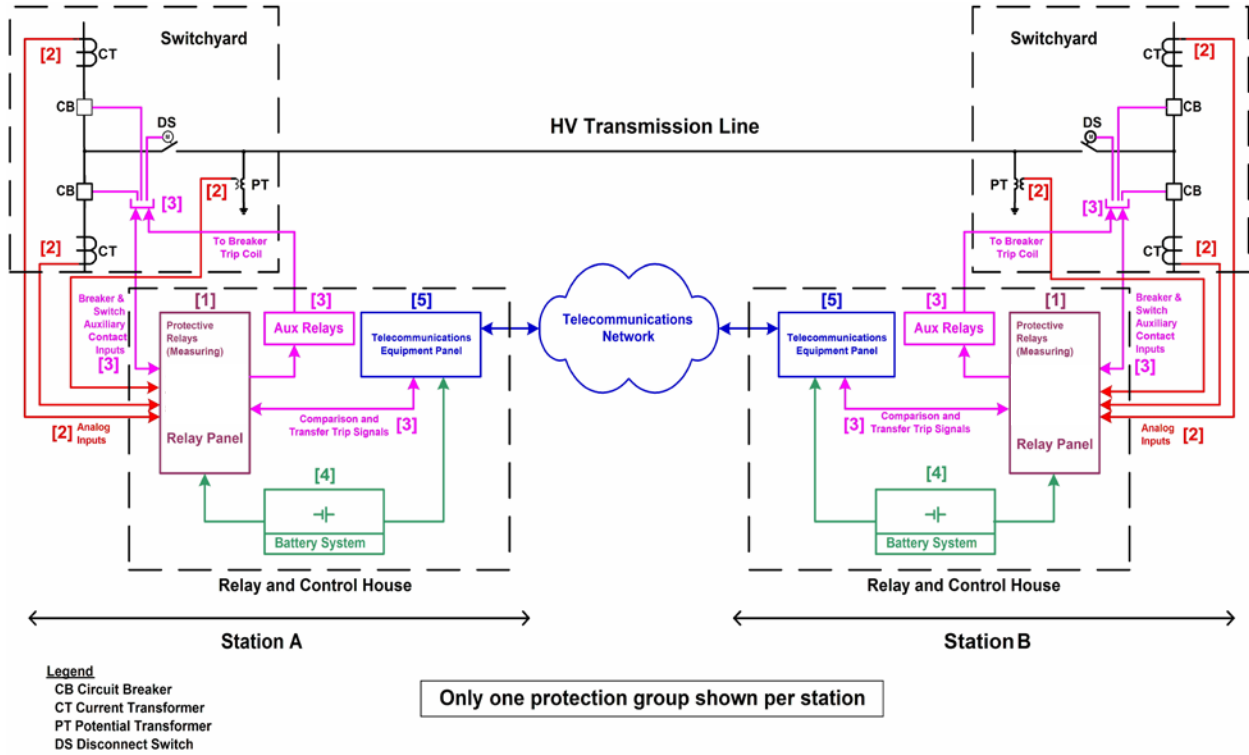 Switchyard
[2]
CT
CB
DS
CB
[3]
[2]
PT
[2]
CT
To Breaker
Trip Coil
HV Transmission Line
Switchyard
[2]
CT
CB
DS
PT
[2]
[3]
CB
CT
[2]
To Breaker
Trip Coil
Breaker &
Switch
Auxiliary
Contact
Inputs
[3]
[1]
Protective
Relays
(Measuring)
Relay Panel
[3]
Aux Relays
[5]
Telecommunications
Equipment Panel
Comparison and
Transfer Trip Signals
[3]
[2]
Analog
Inputs
[4]
Battery System
Relay and Control House
Telecommunications
Network
[5]
Telecommunications
Equipment Panel
[3]
Aux Relays
[1]
Protective
Relays
(Measuring)
Relay Panel
Breaker &
Switch
Auxiliary
Contact
Inputs
[3]
Comparison and
[3] Transfer Trip Signals
Analog
Inputs
[2]
[4]
Battery System
Relay and Control House
Station A
Station B
Legend
CB Circuit Breaker
CT Current Transformer
PT Potential Transformer
DS Disconnect Switch
Only one protection group shown per station